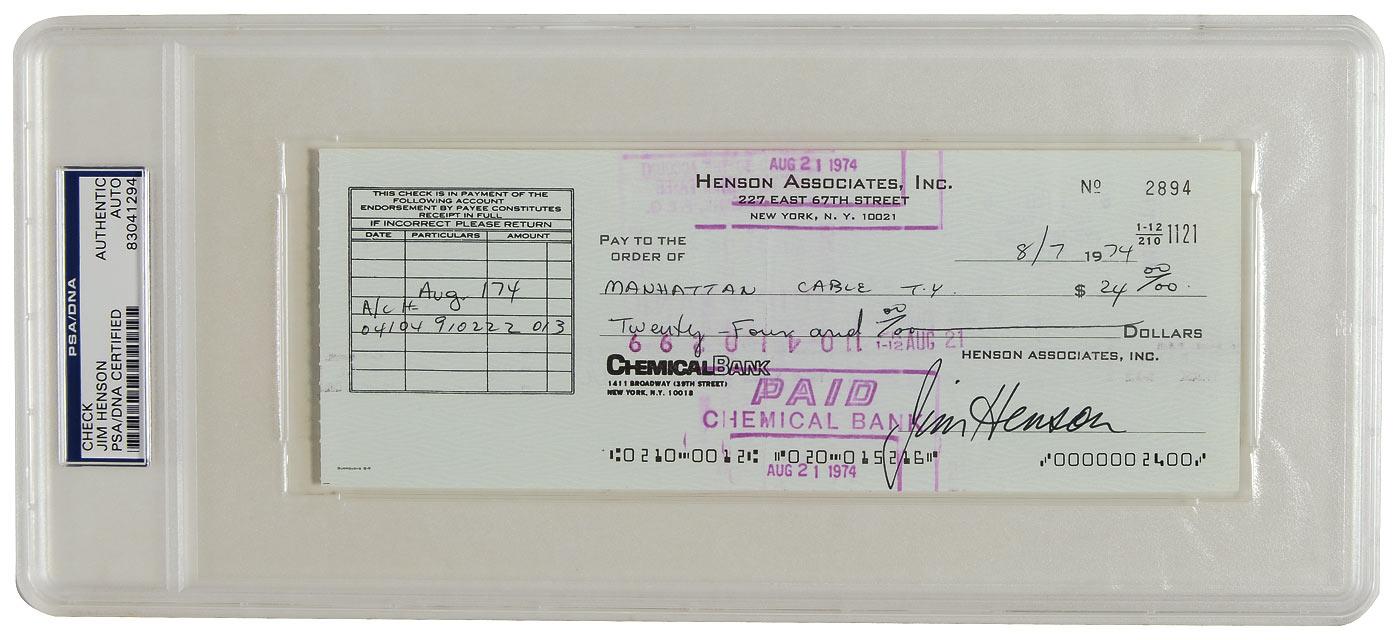 PSA/DNA
CHECK AUTHENTIC
JIM HENSON AUTO
PSA/DNA CERTIFIED 83041294
AUG 21 1974
HENSON ASSOCIATES, INC.
227 EAST 67TH STREET
NEW YORK, N. Y. 10021
Nº 2894
THIS CHECK IS IN PAYMENT OF THE
FOLLOWING ACCOUNT
ENDORSEMENT BY PAYEE CONSTITUTES
RECEIPT IN FULL
IF INCORRECT PLEASE RETURN
DATE PARTICULARS AMOUNT
Aug. 174
A/C #
04104 910222 013
1-12
210
1121
8/7 1974
PAY TO THE
ORDER OF
MANHATTAN CABLE T.V. $ 24 00/00.
Twenty-Four and 00/00 DOLLARS
1-12 AUG 21
HENSON ASSOCIATES, INC.
CHEMICAL BANK
1411 BROADWAY (39TH STREET)
NEW YORK, N.Y. 10018
PAID
CHEMICAL BANK
Jim Henson
⑆0210⑉0012⑆ ⑈020⑉015216⑈ ⑈0000002400⑈
AUG 21 1974